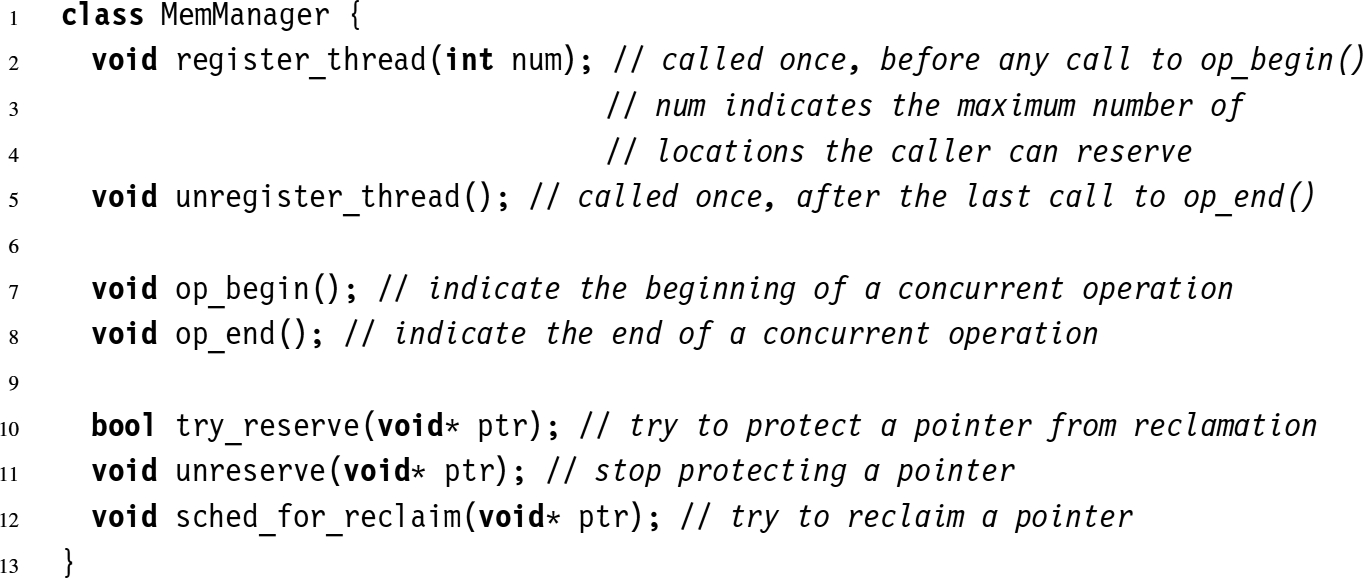 1 class MemManager {
2 void register_thread(int num); // called once, before any call to op_begin()
3 // num indicates the maximum number of
4 // locations the caller can reserve
5 void unregister_thread(); // called once, after the last call to op_end()
6
7 void op_begin(); // indicate the beginning of a concurrent operation
8 void op_end(); // indicate the end of a concurrent operation
9
10 bool try_reserve(void* ptr); // try to protect a pointer from reclamation
11 void unreserve(void* ptr); // stop protecting a pointer
12 void sched_for_reclaim(void* ptr); // try to reclaim a pointer
13 }